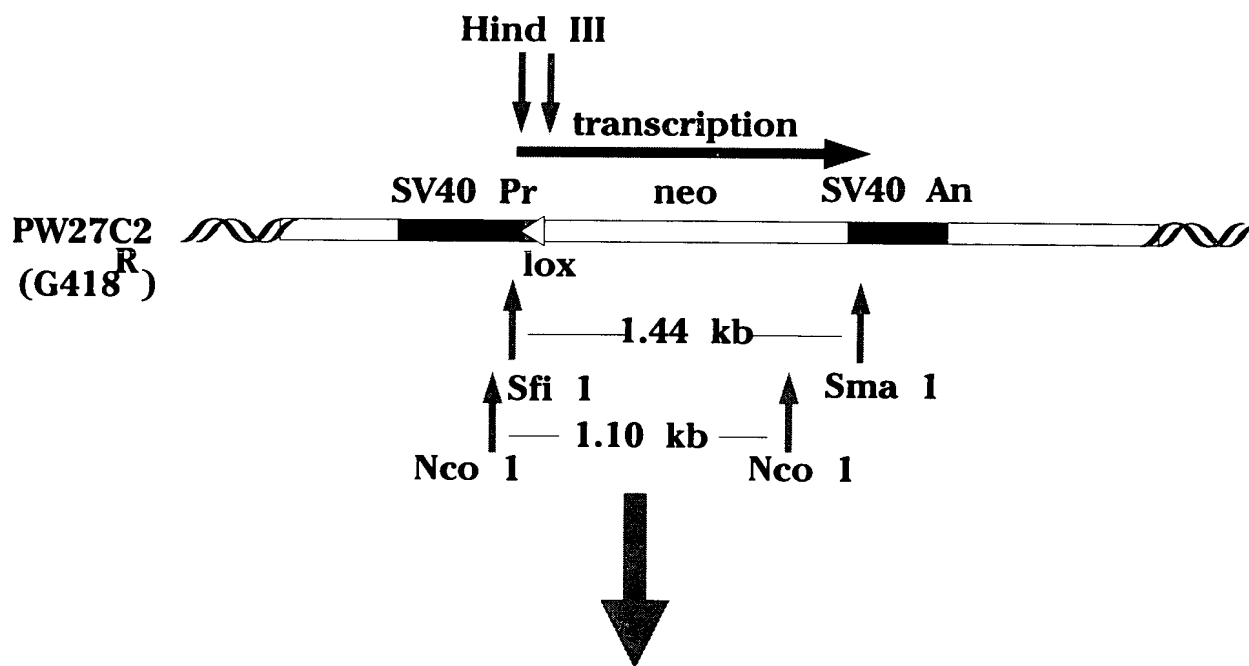 Hind III
transcription
SV40 Pr neo SV40 An
PW27C2
(G418R)
lox
1.44 kb
Sfi 1 Sma 1
1.10 kb
Nco 1 Nco 1